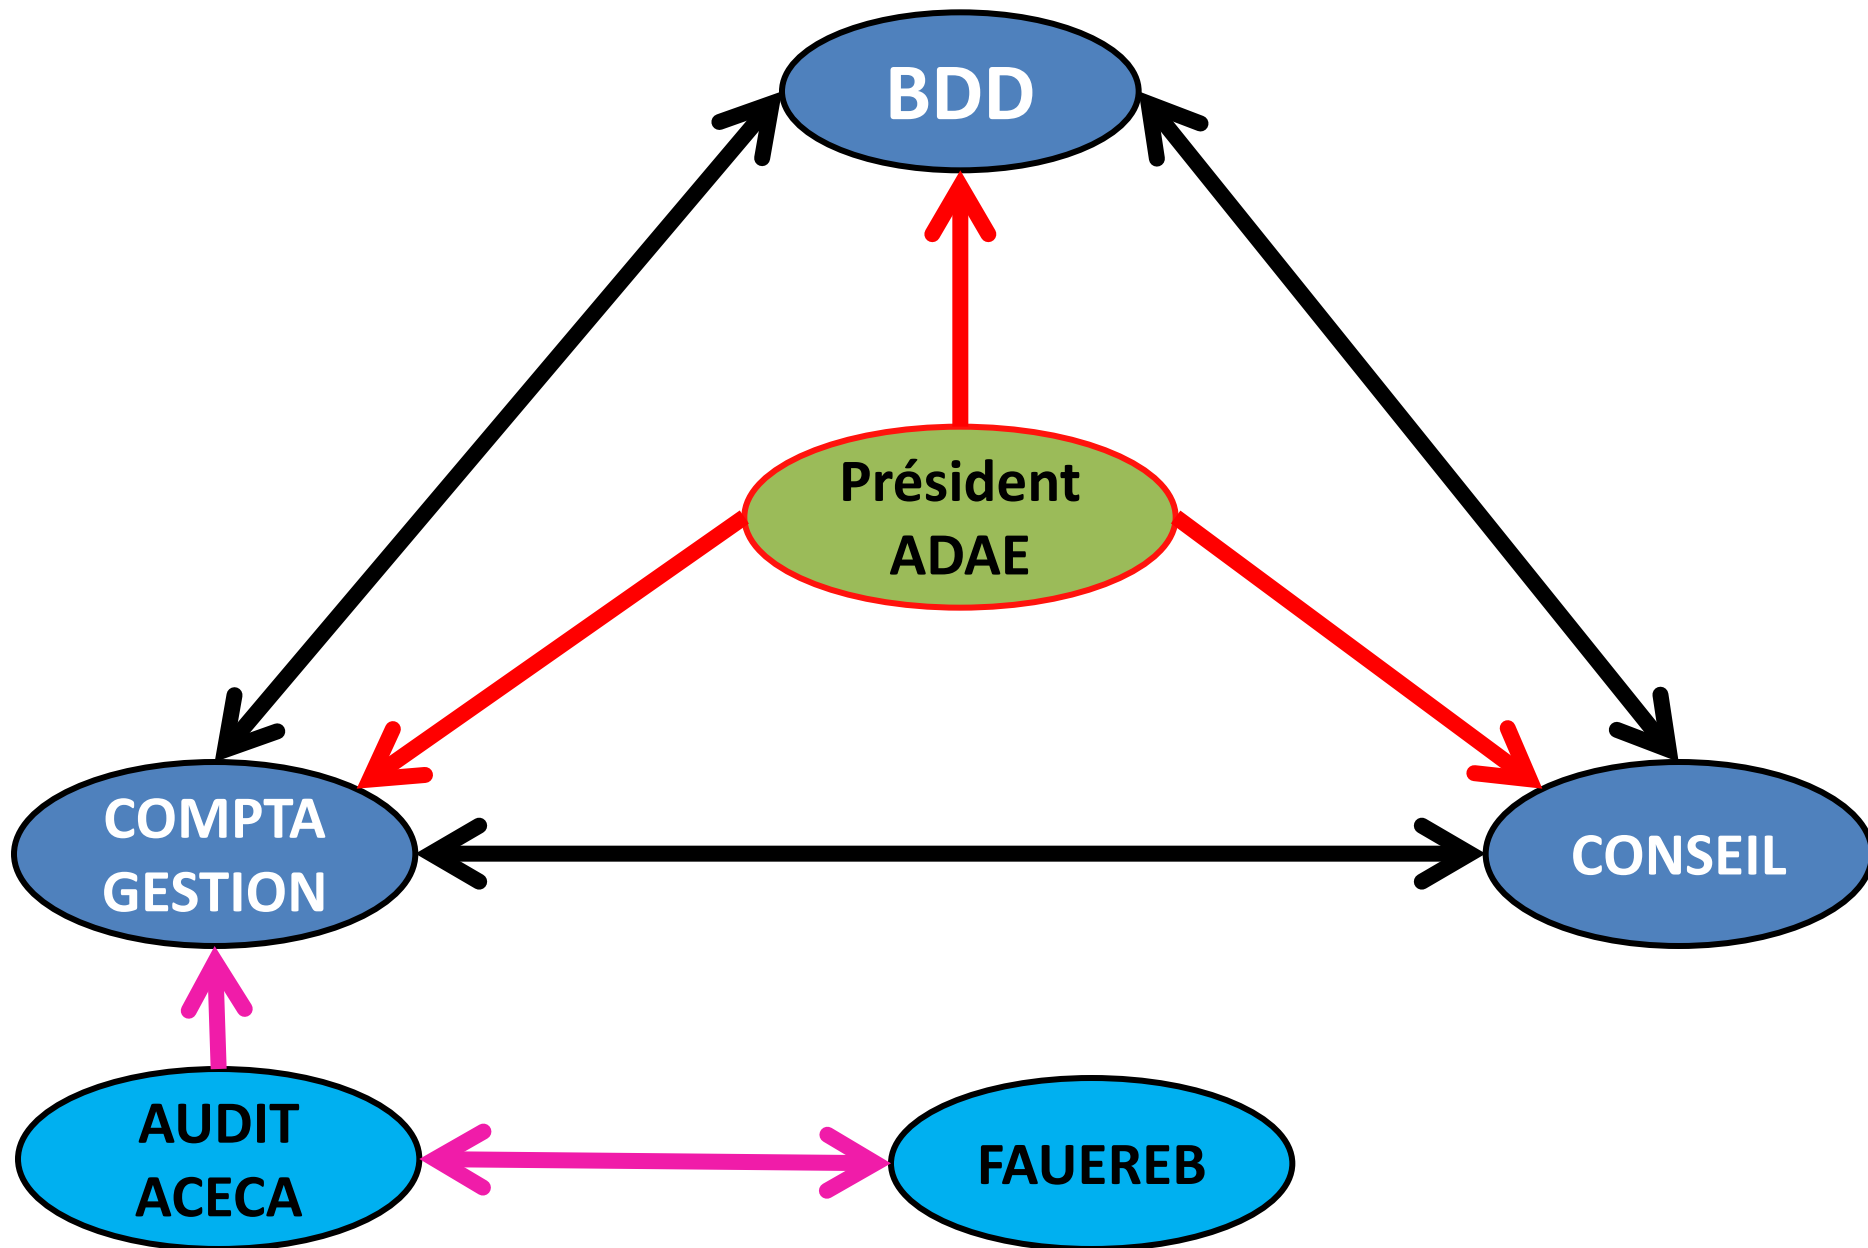 BDD
Président
ADAE
COMPTA
GESTION
CONSEIL
AUDIT
ACECA
FAUEREB